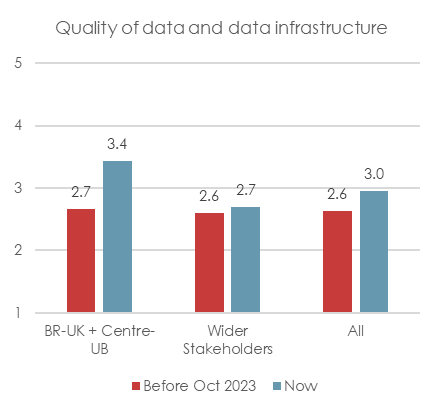 Quality of data and data infrastructure
5
4
3
2
1
2.7
3.4
2.6
2.7
2.6
3.0
BR-UK + Centre-
UB
Wider
Stakeholders
All
Before Oct 2023
Now